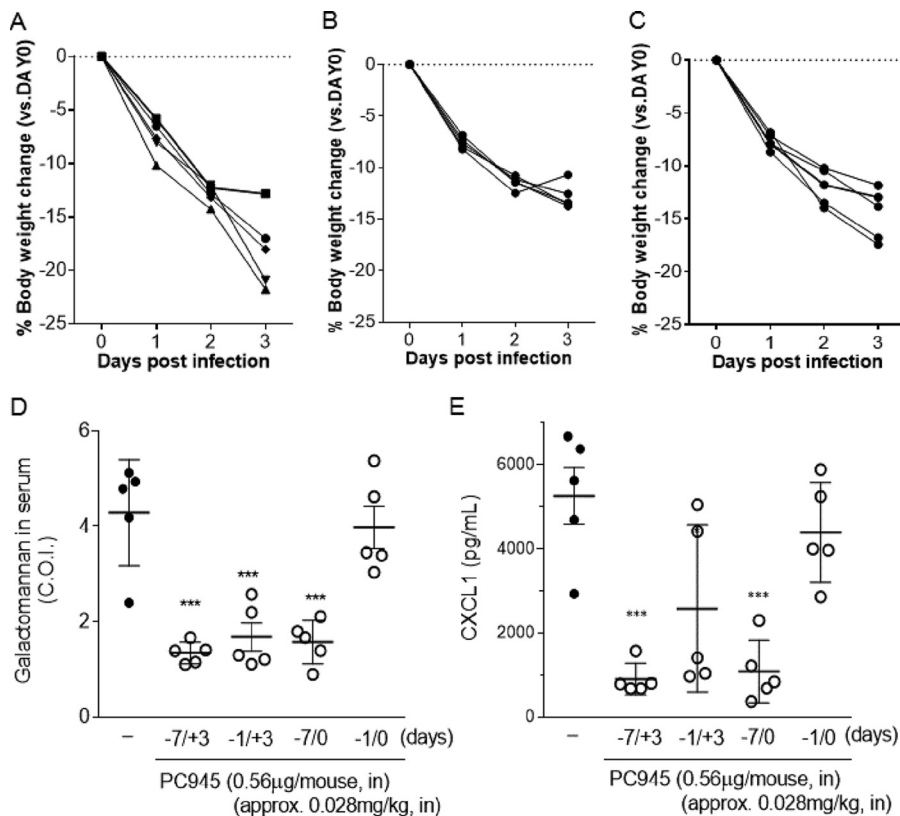 A
% Body weight change (vs.DAY0)
0
-5
-10
-15
-20
-25
0 1 2 3
Days post infection
B
% Body weight change (vs.DAY0)
0
-5
-10
-15
-20
-25
0 1 2 3
Days post infection
C
% Body weight change (vs.DAY0)
0
-5
-10
-15
-20
-25
0 1 2 3
Days post infection
D
Galactomannan in serum
(C.O.I.)
6
4
2
0
*** *** ***
– -7/+3 -1/+3 -7/0 -1/0 (days)
PC945 (0.56µg/mouse, in)
(approx. 0.028mg/kg, in)
E
CXCL1 (pg/mL)
6000
4000
2000
0
*** ***
– -7/+3 -1/+3 -7/0 -1/0 (days)
PC945 (0.56µg/mouse, in)
(approx. 0.028mg/kg, in)